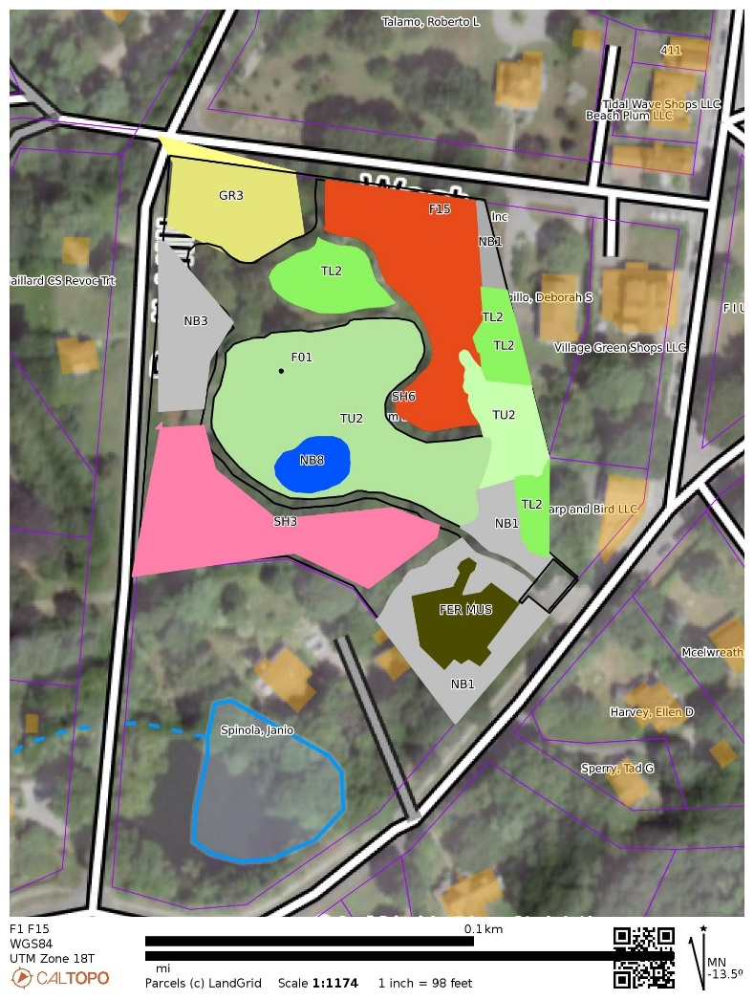 Talamo, Roberto L
411
Tidal Wave Shops LLC
Beach Plum LLC
West
GR3
F15
Inc
NB1
TL2
aillard CS Revoc Trt
illo, Deborah S
NB3
TL2
TL2
Village Green Shops LLC
F01
SH6
TU2
TU2
NB8
TL2
arp and Bird LLC
SH3
NB1
FER MUS
Mcelwreath
NB1
Harvey, Ellen D
Spinola, Janio
Sperry, Tad G
F1 F15
WGS84
UTM Zone 18T
CALTOPO
0.1km
mi
Parcels (c) LandGrid Scale 1:1174 1 inch = 98 feet
MN
-13.5º